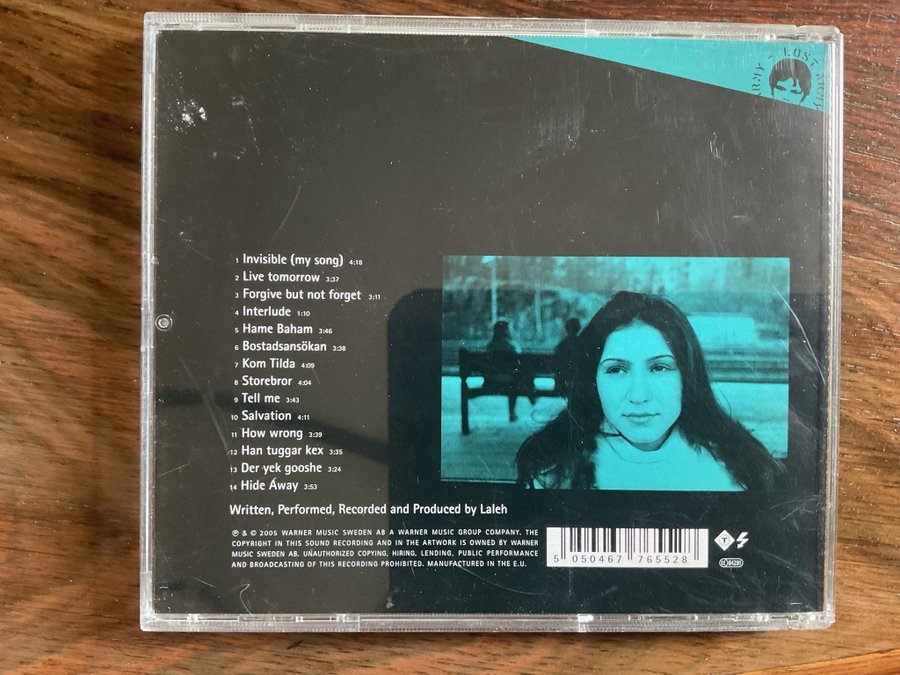 LOST
1 Invisible (my song) 4:18
2 Live tomorrow 3:37
3 Forgive but not forget 3:11
4 Interlude 1:10
5 Hame Baham 3:46
6 Bostadsansökan 3:38
7 Kom Tilda 4:09
8 Storebror 4:04
9 Tell me 3:43
10 Salvation 4:11
11 How wrong 3:39
12 Han tuggar kex 3:35
13 Der yek gooshe 3:24
14 Hide Away 3:53
Written, Performed, Recorded and Produced by Laleh
℗ & © 2005 WARNER MUSIC SWEDEN AB A WARNER MUSIC GROUP COMPANY. THE
COPYRIGHT IN THIS SOUND RECORDING AND IN THE ARTWORK IS OWNED BY WARNER
MUSIC SWEDEN AB. UNAUTHORIZED COPYING, HIRING, LENDING, PUBLIC PERFORMANCE
AND BROADCASTING OF THIS RECORDING PROHIBITED. MANUFACTURED IN THE E.U.
5 050467 765528
T